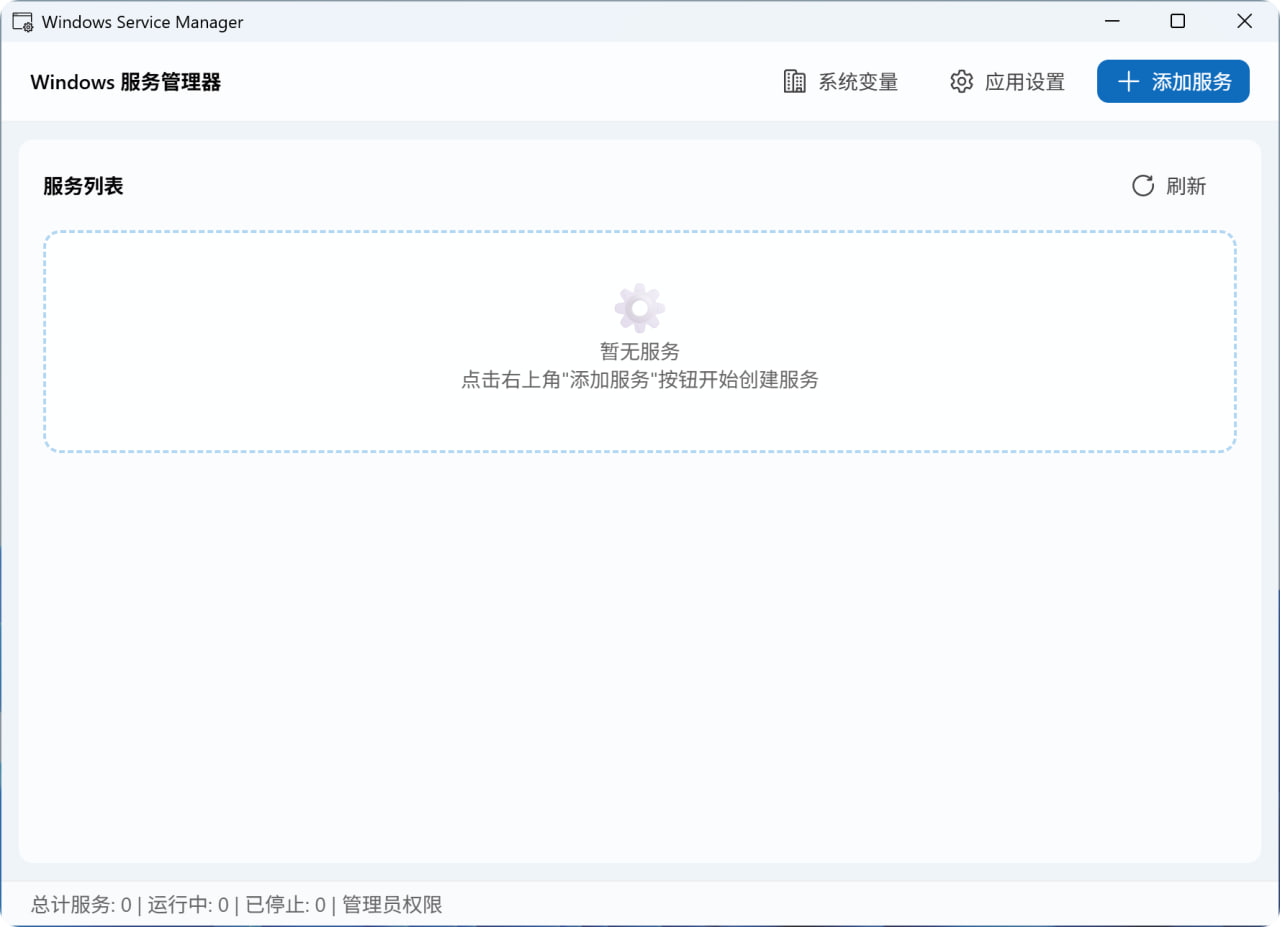 Windows Service Manager
Windows 服务管理器
系统变量
应用设置
添加服务
服务列表
刷新
暂无服务
点击右上角"添加服务"按钮开始创建服务
总计服务: 0 | 运行中: 0 | 已停止: 0 | 管理员权限